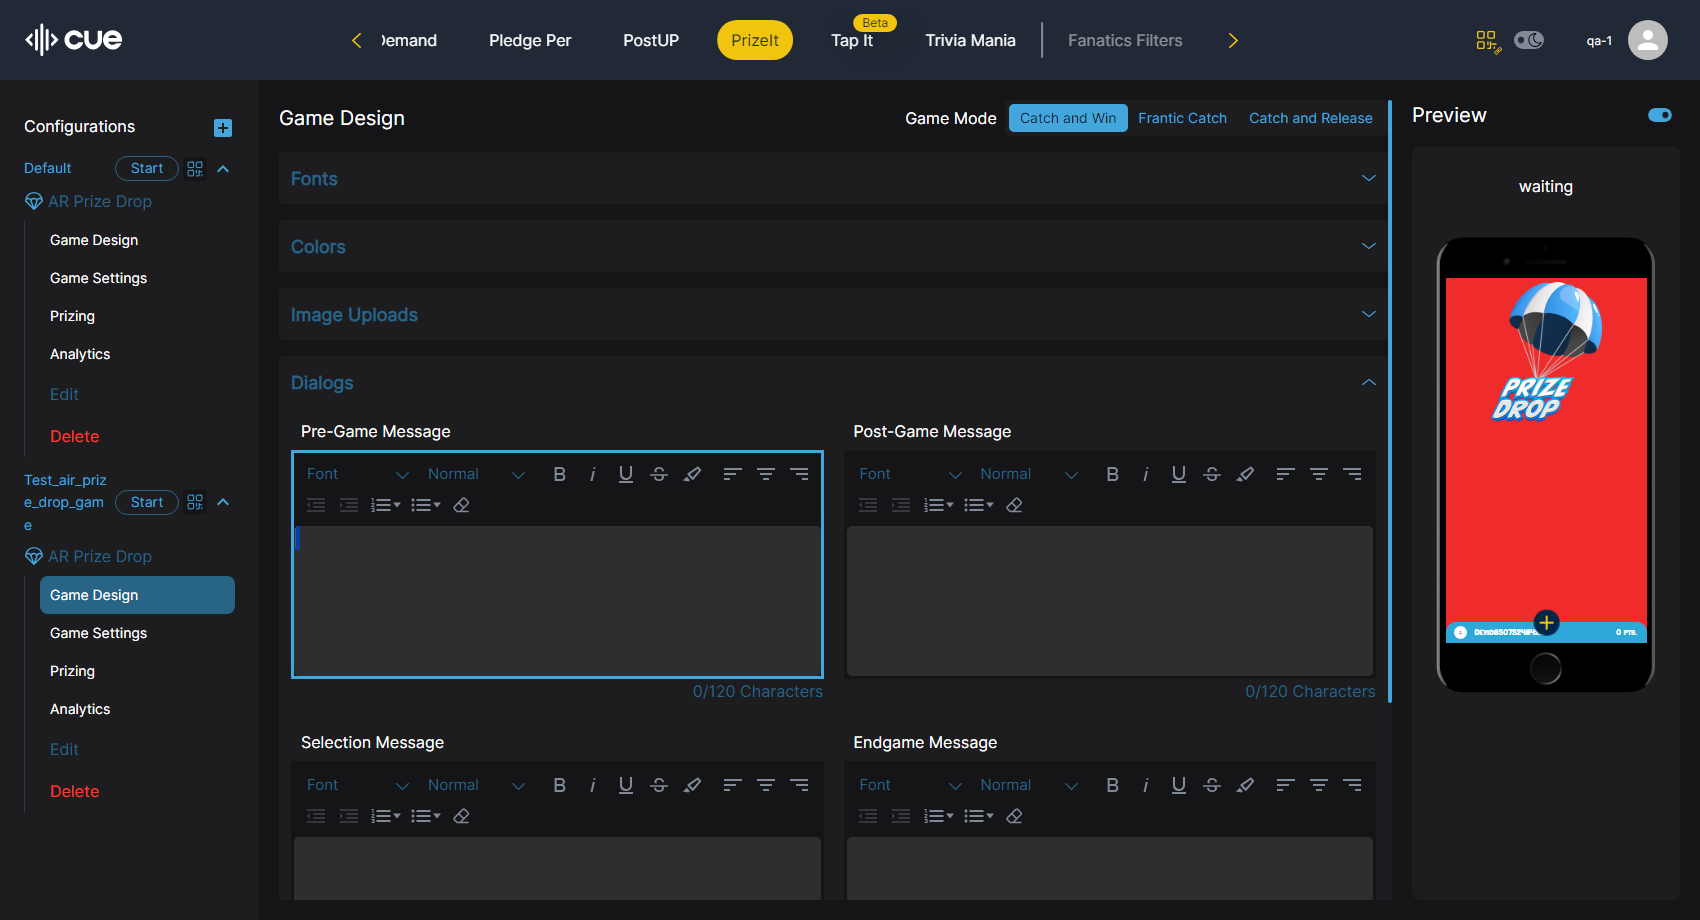 cue
Demand
Pledge Per
PostUP
PrizeIt
Beta
Tap It
Trivia Mania
Fanatics Filters
qa-1
Configurations
Default
Start
AR Prize Drop
Game Design
Game Settings
Prizing
Analytics
Edit
Delete
Test_air_priz
e_drop_gam
e
Start
AR Prize Drop
Game Design
Game Settings
Prizing
Analytics
Edit
Delete
Game Design
Game Mode
Catch and Win
Frantic Catch
Catch and Release
Fonts
Colors
Image Uploads
Dialogs
Pre-Game Message
Font
Normal
0/120 Characters
Post-Game Message
Font
Normal
0/120 Characters
Selection Message
Font
Normal
Endgame Message
Font
Normal
Preview
waiting
PRIZE
DROP
0 PTS.